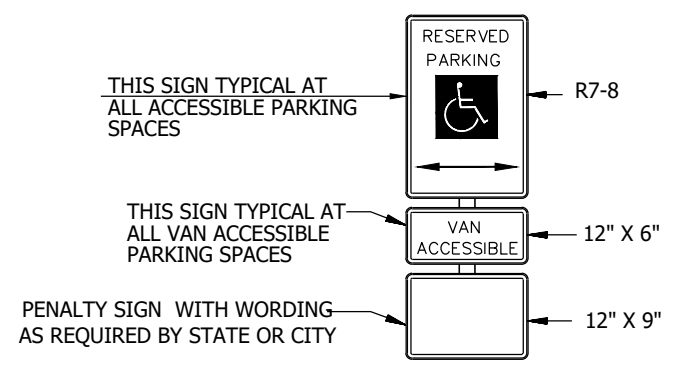 RESERVED
PARKING
THIS SIGN TYPICAL AT
ALL ACCESSIBLE PARKING
SPACES
R7-8
THIS SIGN TYPICAL AT
ALL VAN ACCESSIBLE
PARKING SPACES
VAN
ACCESSIBLE
12" X 6"
PENALTY SIGN WITH WORDING
AS REQUIRED BY STATE OR CITY
12" X 9"